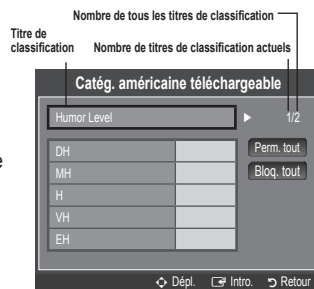 Nombre de tous les titres de classification
Titre de
classification
Nombre de titres de classification actuels
Catég. américaine téléchargeable
Humor Level ► 1/2
DH
Perm. tout
MH
Bloq. tout
H
VH
EH
Dépl. Intro. Retour
e